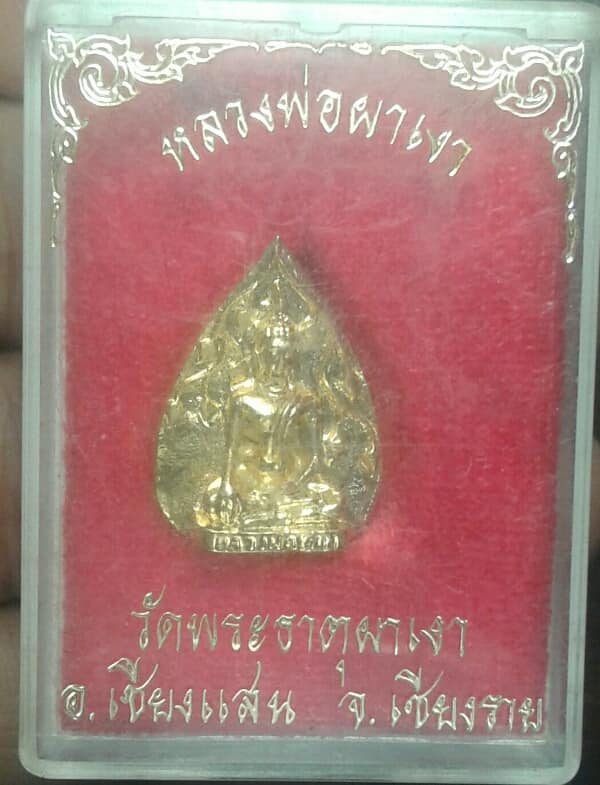 หลวงพ่อผาเงา
วัดพระธาตุผาเงา
อ.เชียงแสน จ.เชียงราย